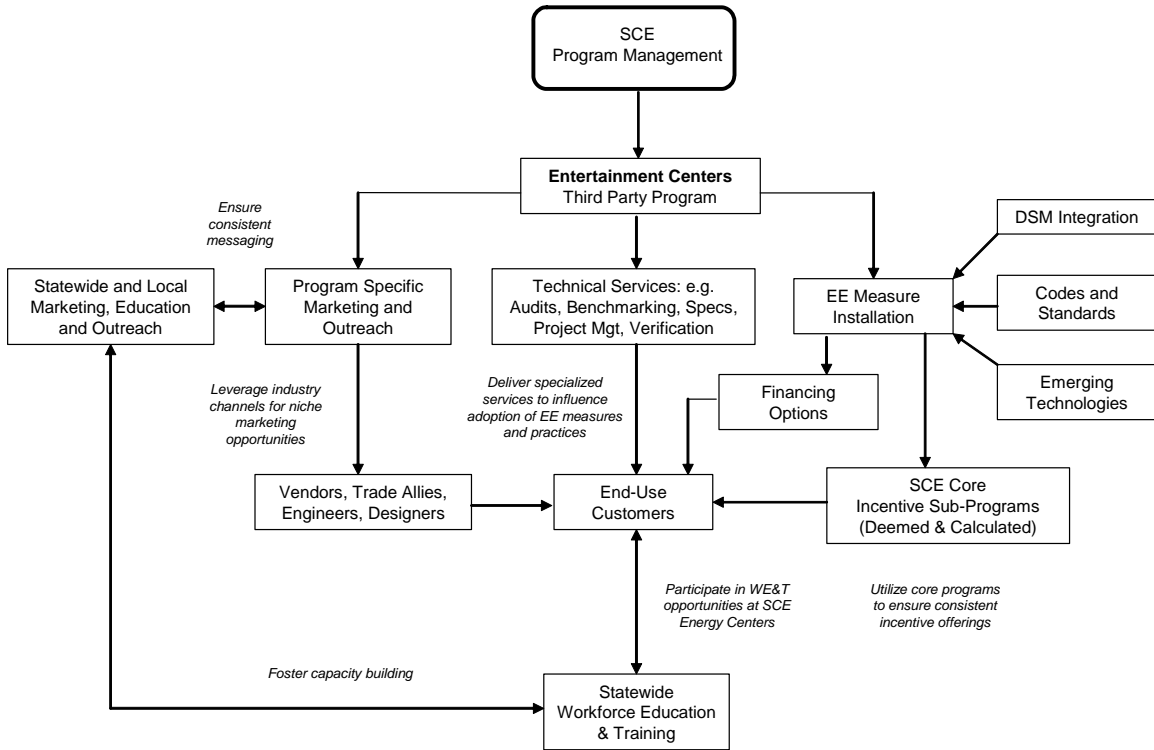 SCE
Program Management
Entertainment Centers
Third Party Program
Ensure
consistent
messaging
DSM Integration
Statewide and Local
Marketing, Education
and Outreach
Program Specific
Marketing and
Outreach
Technical Services: e.g.
Audits, Benchmarking, Specs,
Project Mgt, Verification
EE Measure
Installation
Codes and
Standards
Leverage industry
channels for niche
marketing
opportunities
Deliver specialized
services to influence
adoption of EE measures
and practices
Financing
Options
Emerging
Technologies
Vendors, Trade Allies,
Engineers, Designers
End-Use
Customers
SCE Core
Incentive Sub-Programs
(Deemed & Calculated)
Participate in WE&T
opportunities at SCE
Energy Centers
Utilize core programs
to ensure consistent
incentive offerings
Foster capacity building
Statewide
Workforce Education
& Training